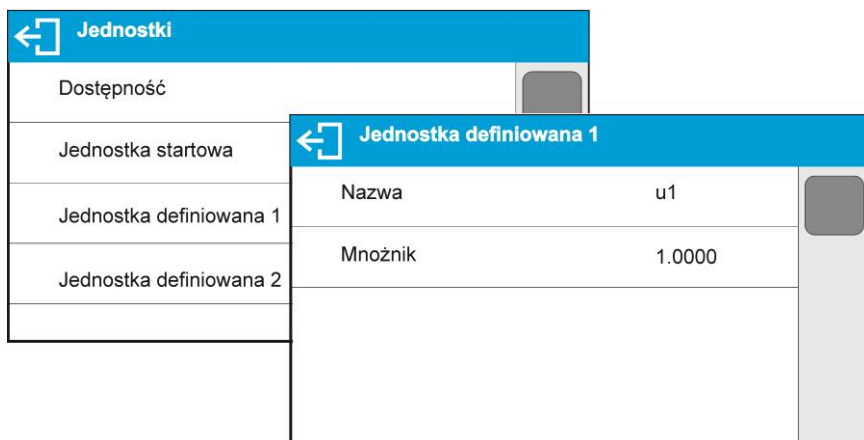 Jednostki
Dostępność
Jednostka startowa
Jednostka definiowana 1
Jednostka definiowana 2
Jednostka definiowana 1
Nazwa u1
Mnożnik 1.0000